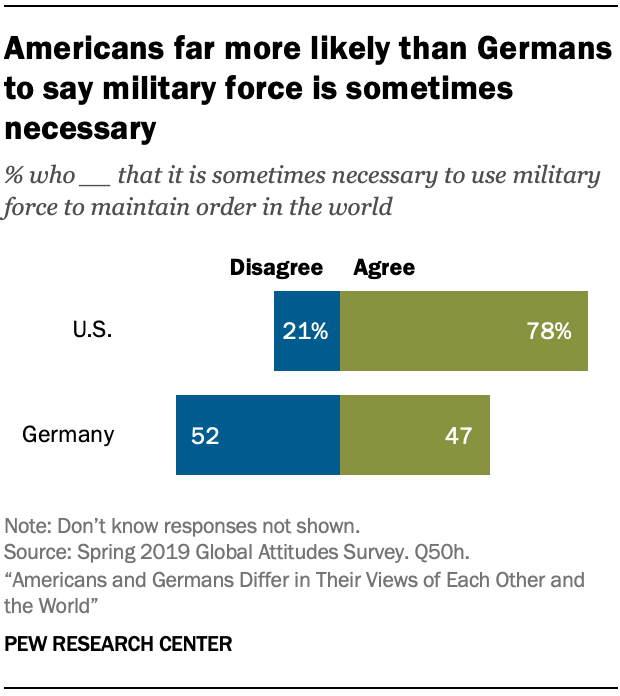 Americans far more likely than Germans
to say military force is sometimes
necessary
% who __ that it is sometimes necessary to use military
force to maintain order in the world
Disagree Agree
U.S. 21% 78%
Germany 52 47
Note: Don’t know responses not shown.
Source: Spring 2019 Global Attitudes Survey. Q50h.
“Americans and Germans Differ in Their Views of Each Other and
the World”
PEW RESEARCH CENTER